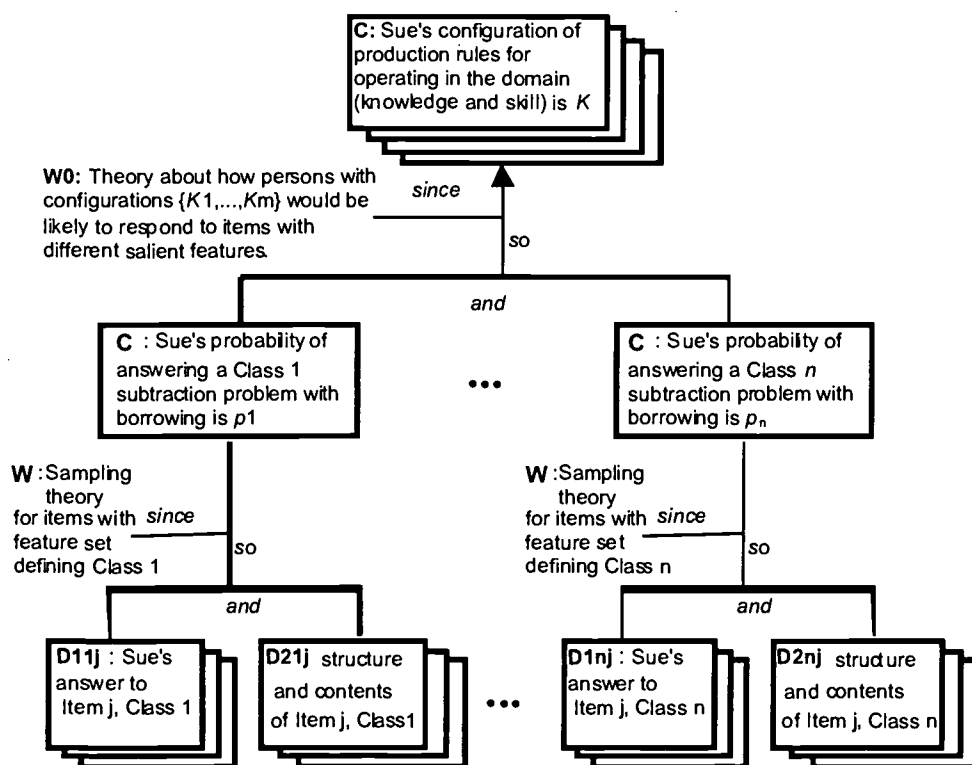 C: Sue's configuration of
production rules for
operating in the domain
(knowledge and skill) is K
W0: Theory about how persons with
configurations {K1,...,Km} would be
likely to respond to items with
different salient features.
since
so
and
C : Sue's probability of
answering a Class 1
subtraction problem with
borrowing is p1
...
C : Sue's probability of
answering a Class n
subtraction problem with
borrowing is pn
W :Sampling
theory
for items with
feature set
defining Class 1
since
so
and
W :Sampling
theory
for items with
feature set
defining Class n
since
so
and
D11j : Sue's
answer to
Item j, Class 1
D21j structure
and contents
of Item j, Class1
...
D1nj : Sue's
answer to
Item j, Class n
D2nj structure
and contents
of Item j, Class n